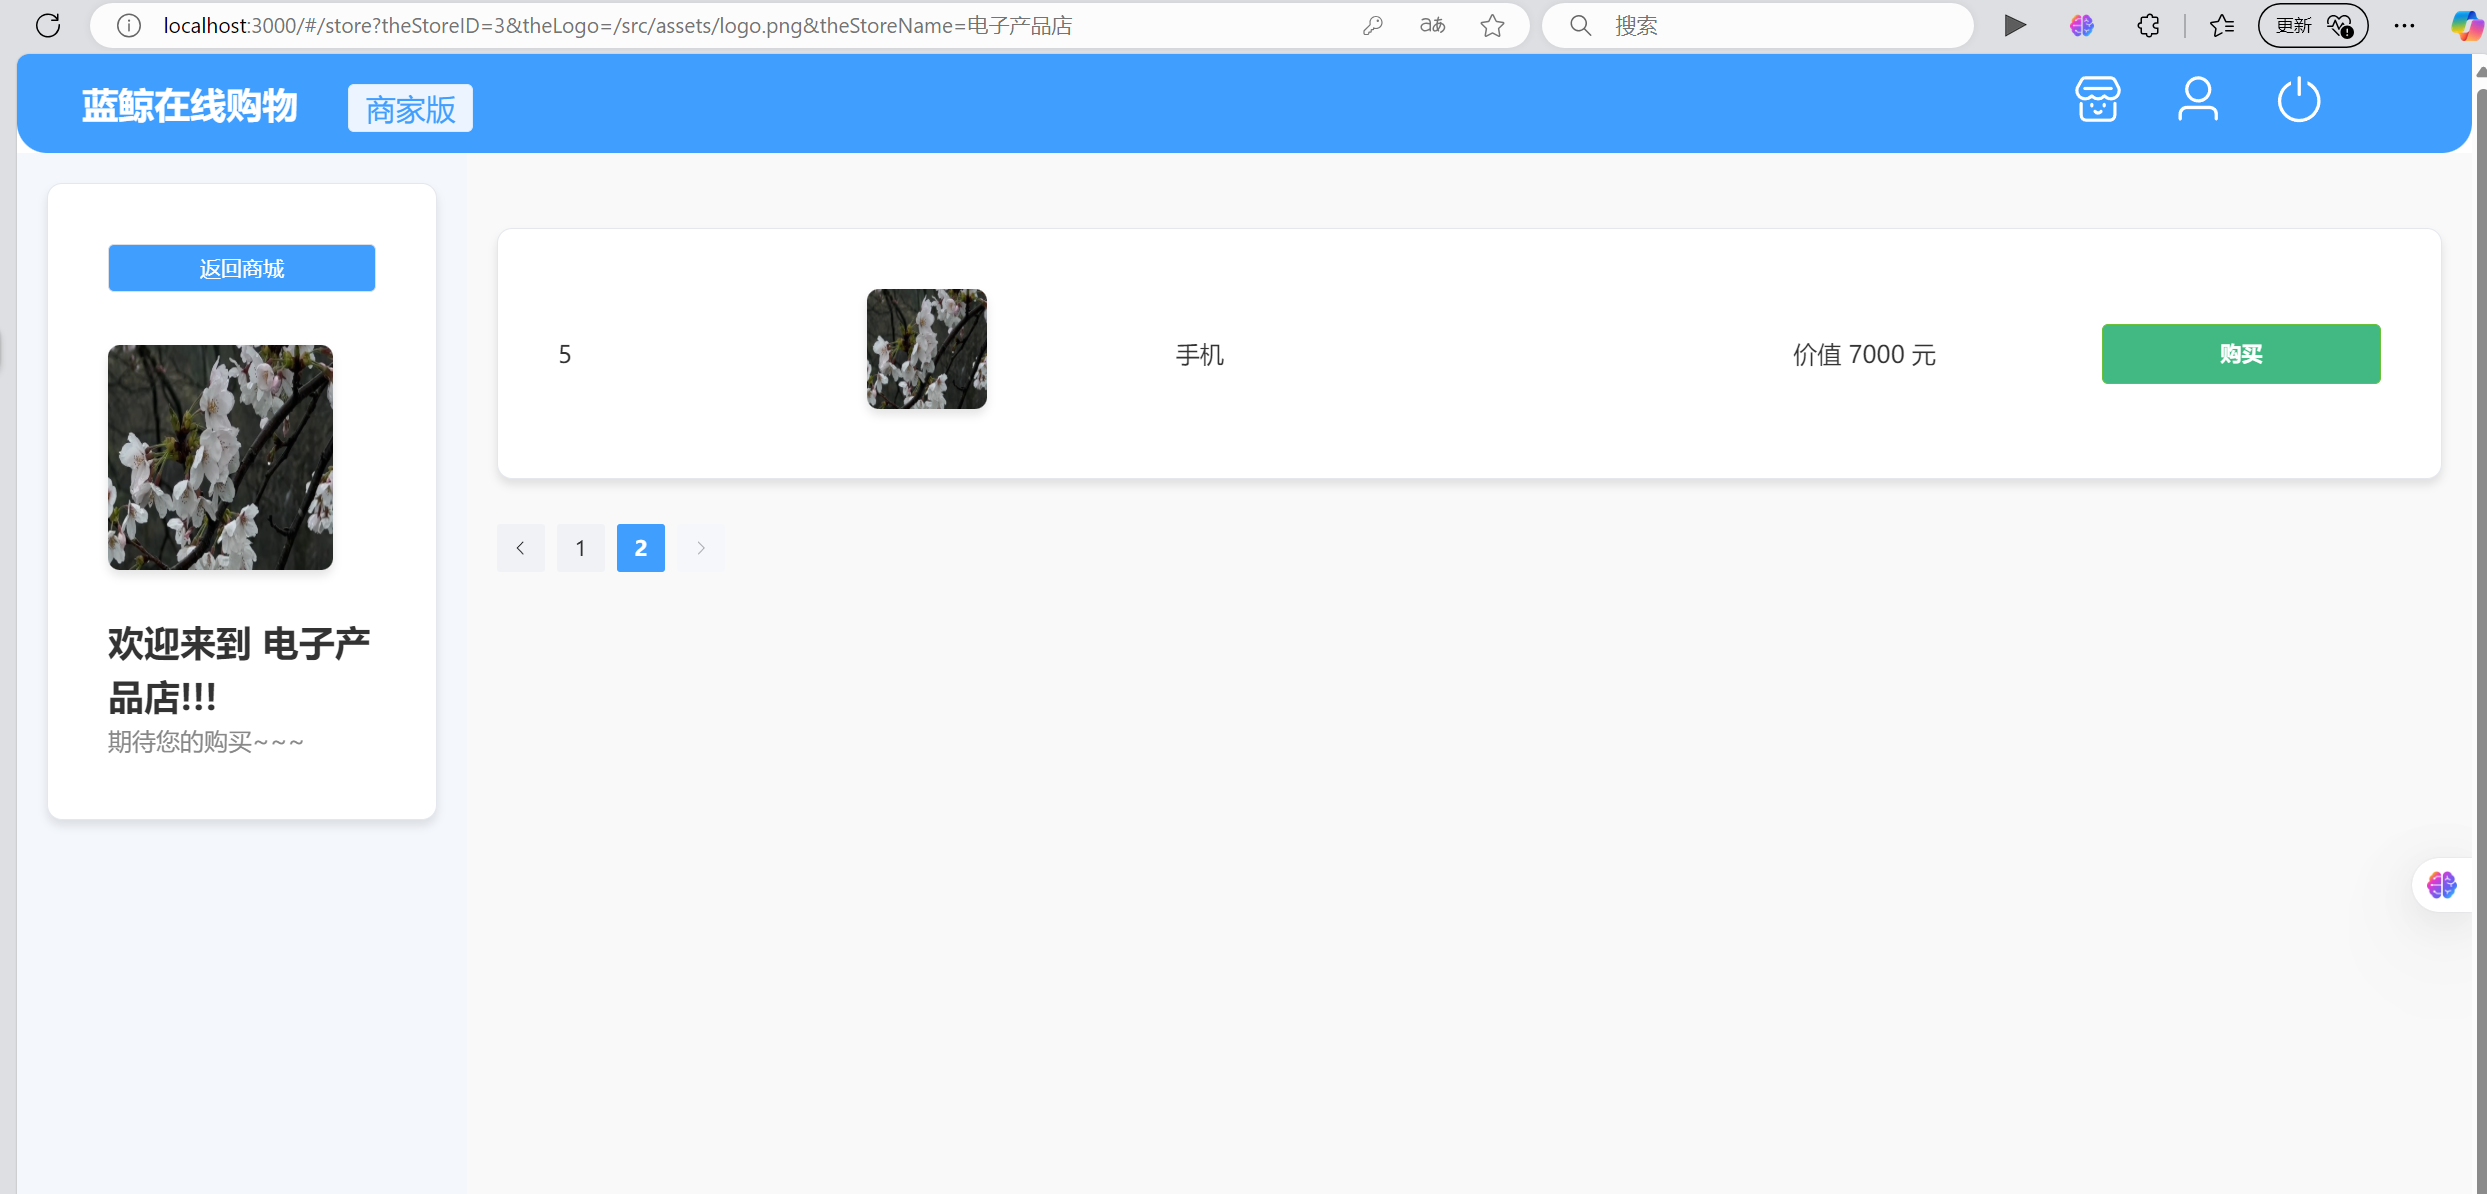 localhost:3000/#/store?theStoreID=3&theLogo=/src/assets/logo.png&theStoreName=电子产品店
aあ
搜索
更新
蓝鲸在线购物
商家版
返回商城
欢迎来到 电子产
品店!!!
期待您的购买~~~
5
手机
价值 7000 元
购买
1
2